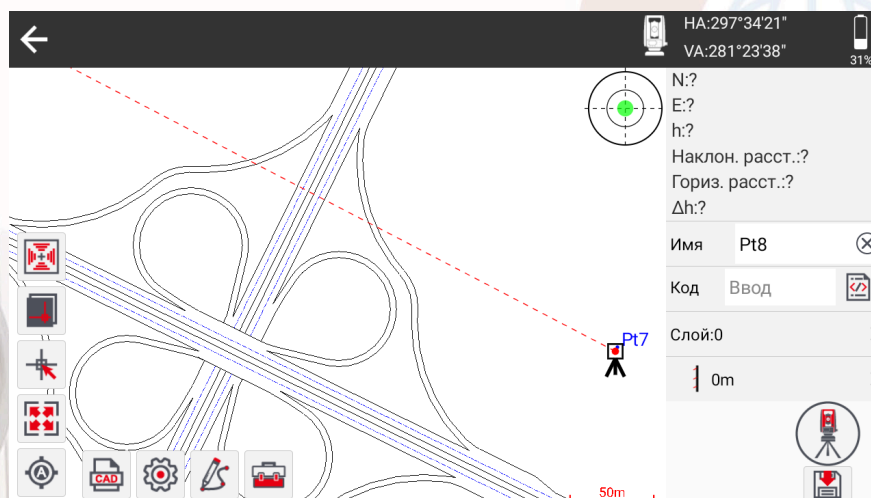 HA:297°34'21"
VA:281°23'38"
31%
N:?
E:?
h:?
Наклон. расст.:?
Гориз. расст.:?
Δh:?
Имя Pt8
Код Ввод
Слой:0
0m
Pt7
CAD
A
50m